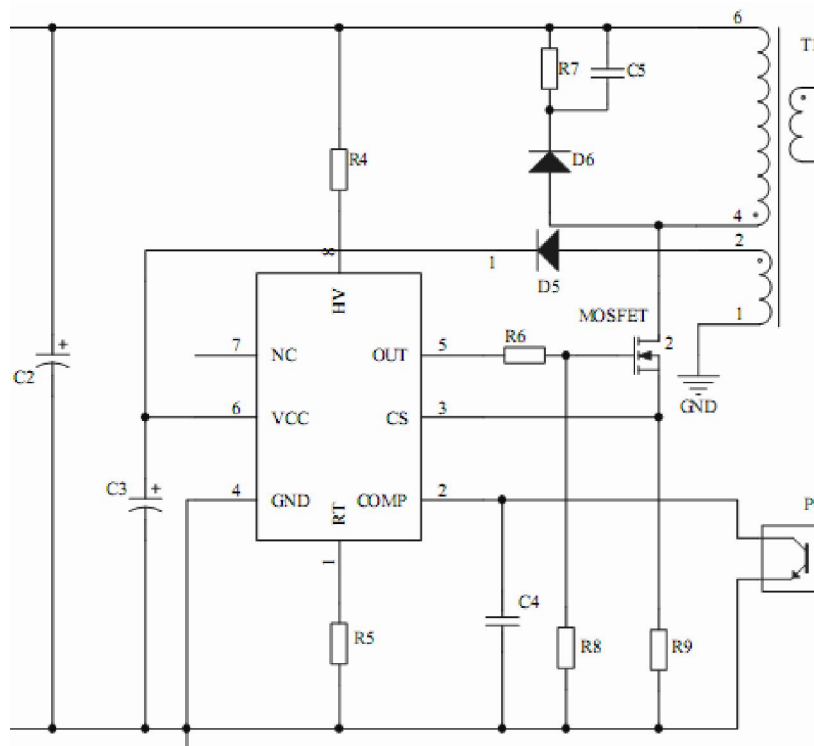 6
T1
R7
C5
R4
D6
4
8
2
1
D5
HV
MOSFET
7
NC
OUT
5
R6
2
1
C2
+
GND
6
VCC
CS
3
C3
+
4
GND
RT
COMP
2
P
1
C4
R5
R8
R9